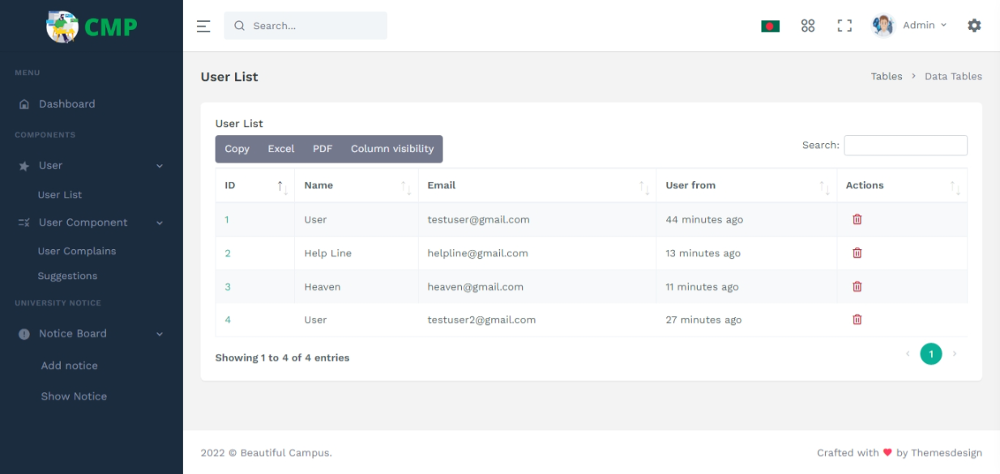 CMP
Search...
Admin
MENU
Dashboard
COMPONENTS
User
User List
User Component
User Complains
Suggestions
UNIVERSITY NOTICE
Notice Board
Add notice
Show Notice
User List
Tables > Data Tables
User List
Copy Excel PDF Column visibility
Search:
ID Name Email User from Actions
1 User testuser@gmail.com 44 minutes ago
2 Help Line helpline@gmail.com 13 minutes ago
3 Heaven heaven@gmail.com 11 minutes ago
4 User testuser2@gmail.com 27 minutes ago
Showing 1 to 4 of 4 entries
1
2022 © Beautiful Campus.
Crafted with ❤ by Themesdesign